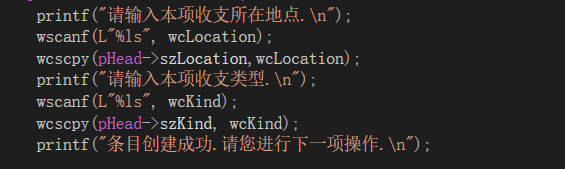 printf("请输入本项收支所在地点.\n");
wscanf(L"%ls", wcLocation);
wcscpy(pHead->szLocation,wcLocation);
printf("请输入本项收支类型.\n");
wscanf(L"%ls", wcKind);
wcscpy(pHead->szKind, wcKind);
printf("条目创建成功.请您进行下一项操作.\n");